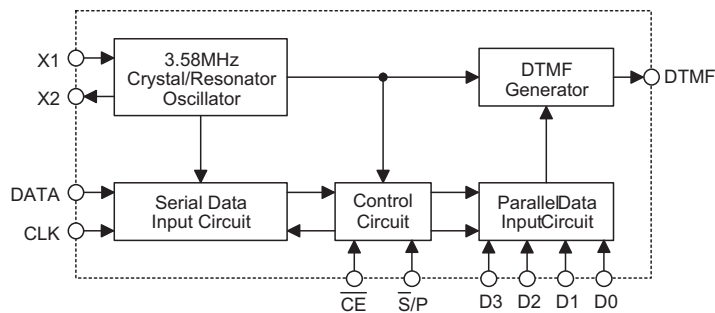 X1
X2
3.58MHz
Crystal/Resonator
Oscillator
DTMF
Generator
DTMF
DATA
CLK
Serial Data
Input Circuit
Control
Circuit
ParallelData
InputCircuit
C̅E̅
S̅/P
D3
D2
D1
D0